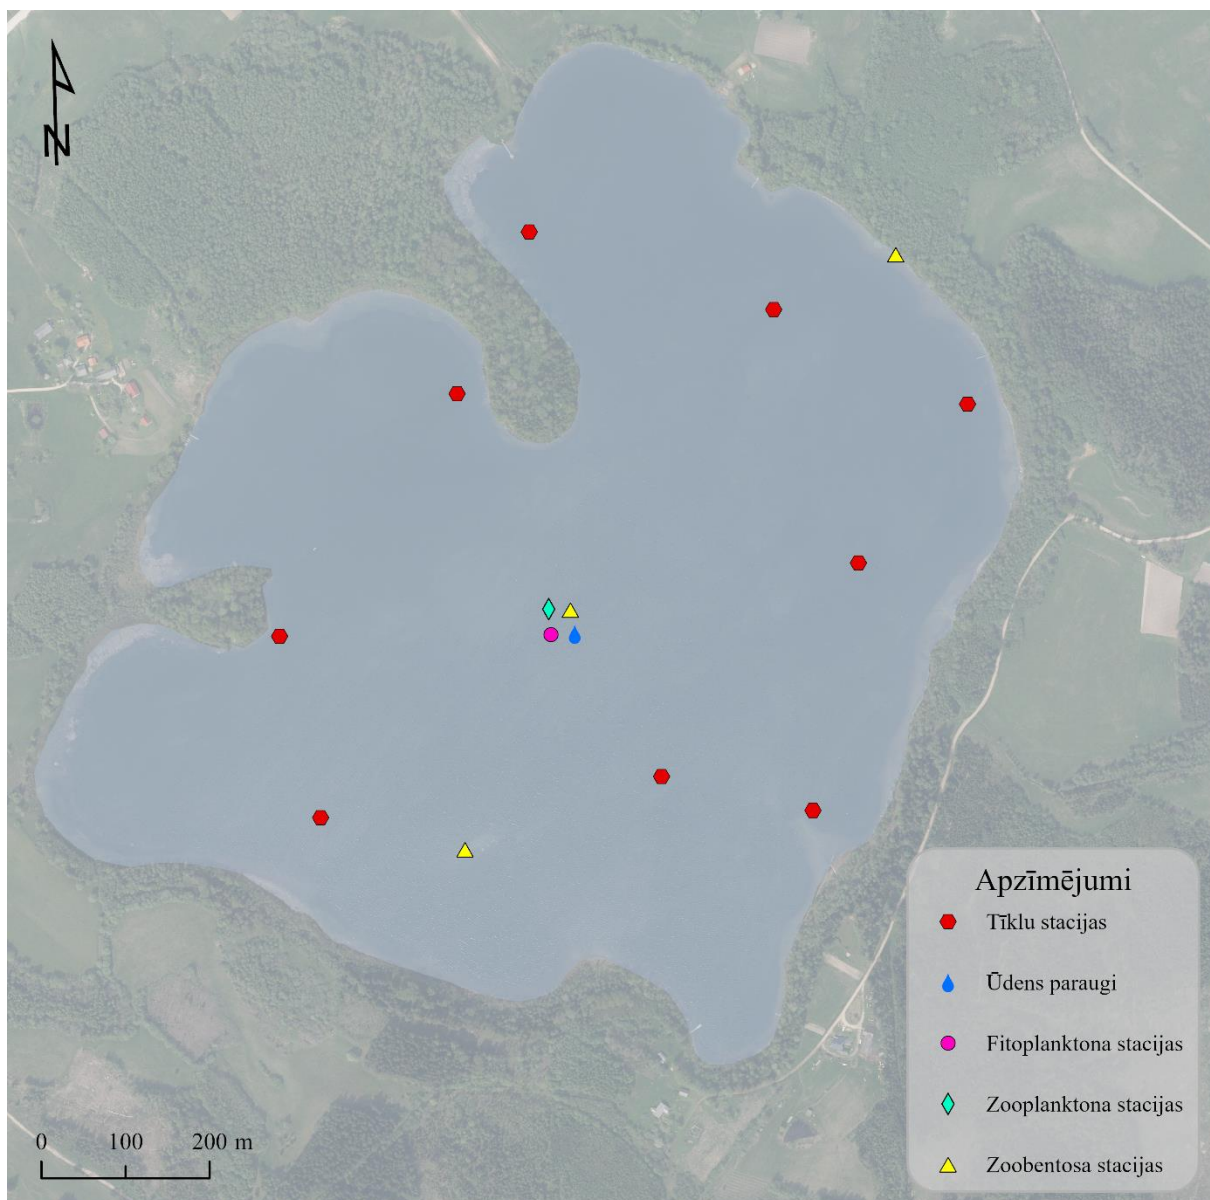 N
Apzīmējumi
Tīklu stacijas
Ūdens paraugi
Fitoplanktona stacijas
Zooplanktona stacijas
Zoobentosa stacijas
0 100 200 m